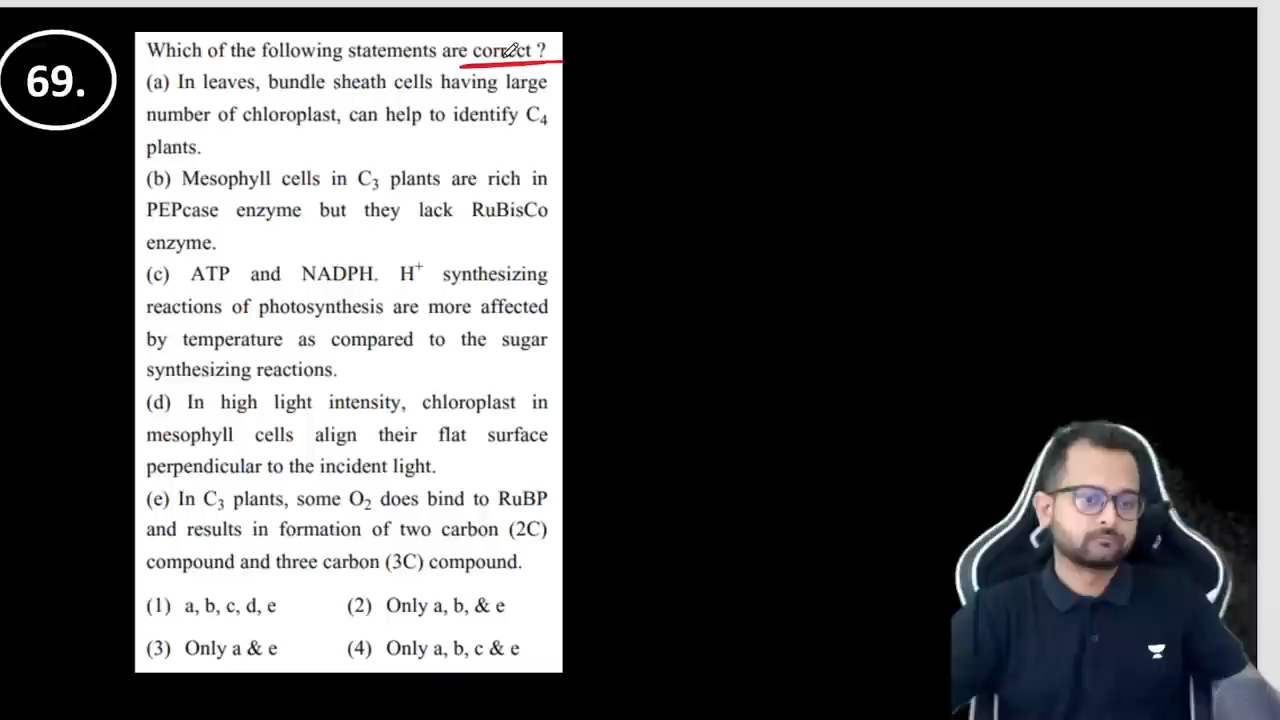 69.
Which of the following statements are correct ?
(a) In leaves, bundle sheath cells having large
number of chloroplast, can help to identify C₄
plants.
(b) Mesophyll cells in C₃ plants are rich in
PEPcase enzyme but they lack RuBisCo
enzyme.
(c) ATP and NADPH. H⁺ synthesizing
reactions of photosynthesis are more affected
by temperature as compared to the sugar
synthesizing reactions.
(d) In high light intensity, chloroplast in
mesophyll cells align their flat surface
perpendicular to the incident light.
(e) In C₃ plants, some O₂ does bind to RuBP
and results in formation of two carbon (2C)
compound and three carbon (3C) compound.
(1) a, b, c, d, e (2) Only a, b, & e
(3) Only a & e (4) Only a, b, c & e